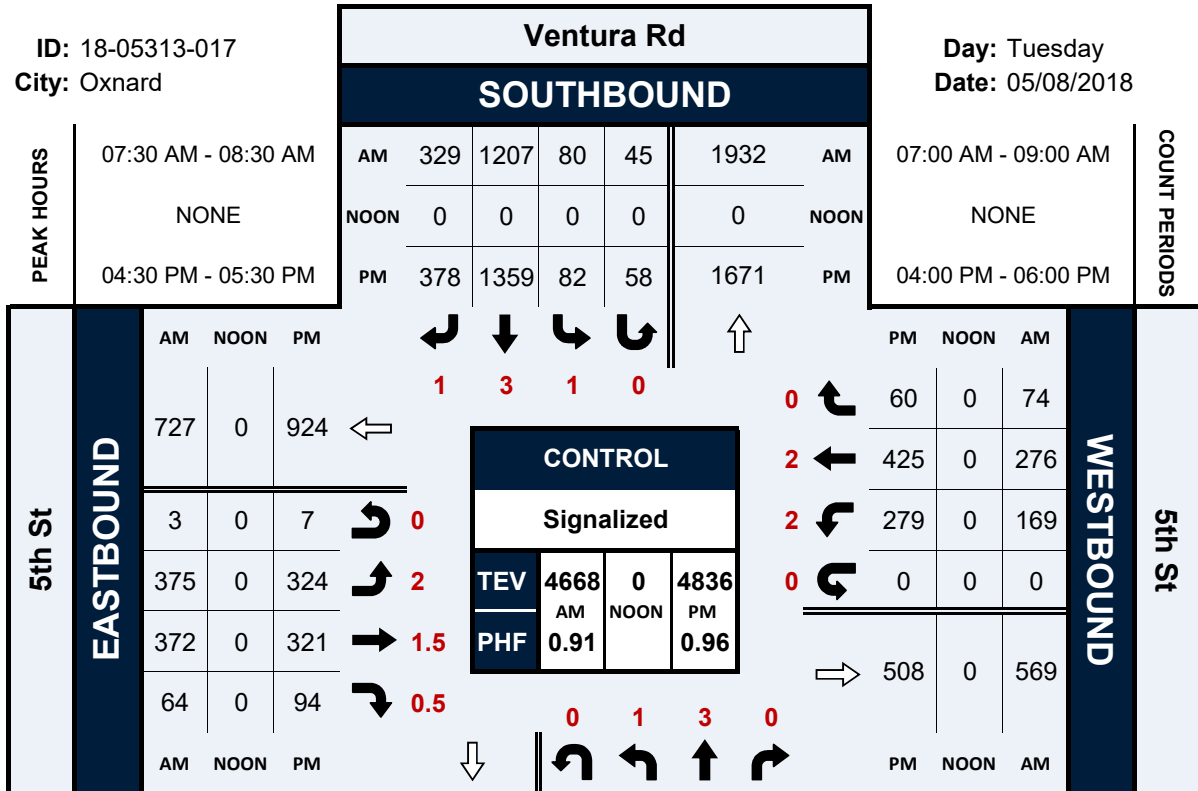 ID: 18-05313-017
City: Oxnard
Ventura Rd
SOUTHBOUND
Day: Tuesday
Date: 05/08/2018
PEAK HOURS
07:30 AM - 08:30 AM
NONE
04:30 PM - 05:30 PM
AM 329 1207 80 45 1932 AM
NOON 0 0 0 0 0 NOON
PM 378 1359 82 58 1671 PM
07:00 AM - 09:00 AM
NONE
04:00 PM - 06:00 PM
COUNT PERIODS
1 3 1 0
5th St
EASTBOUND
AM NOON PM
727 0 924
3 0 7 0
375 0 324 2
372 0 321 1.5
64 0 94 0.5
AM NOON PM
CONTROL
Signalized
TEV 4668 0 4836
AM NOON PM
PHF 0.91 0.96
PM NOON AM
0 60 0 74
2 425 0 276
2 279 0 169
0 0 0 0
508 0 569
PM NOON AM
WESTBOUND
5th St
0 1 3 0